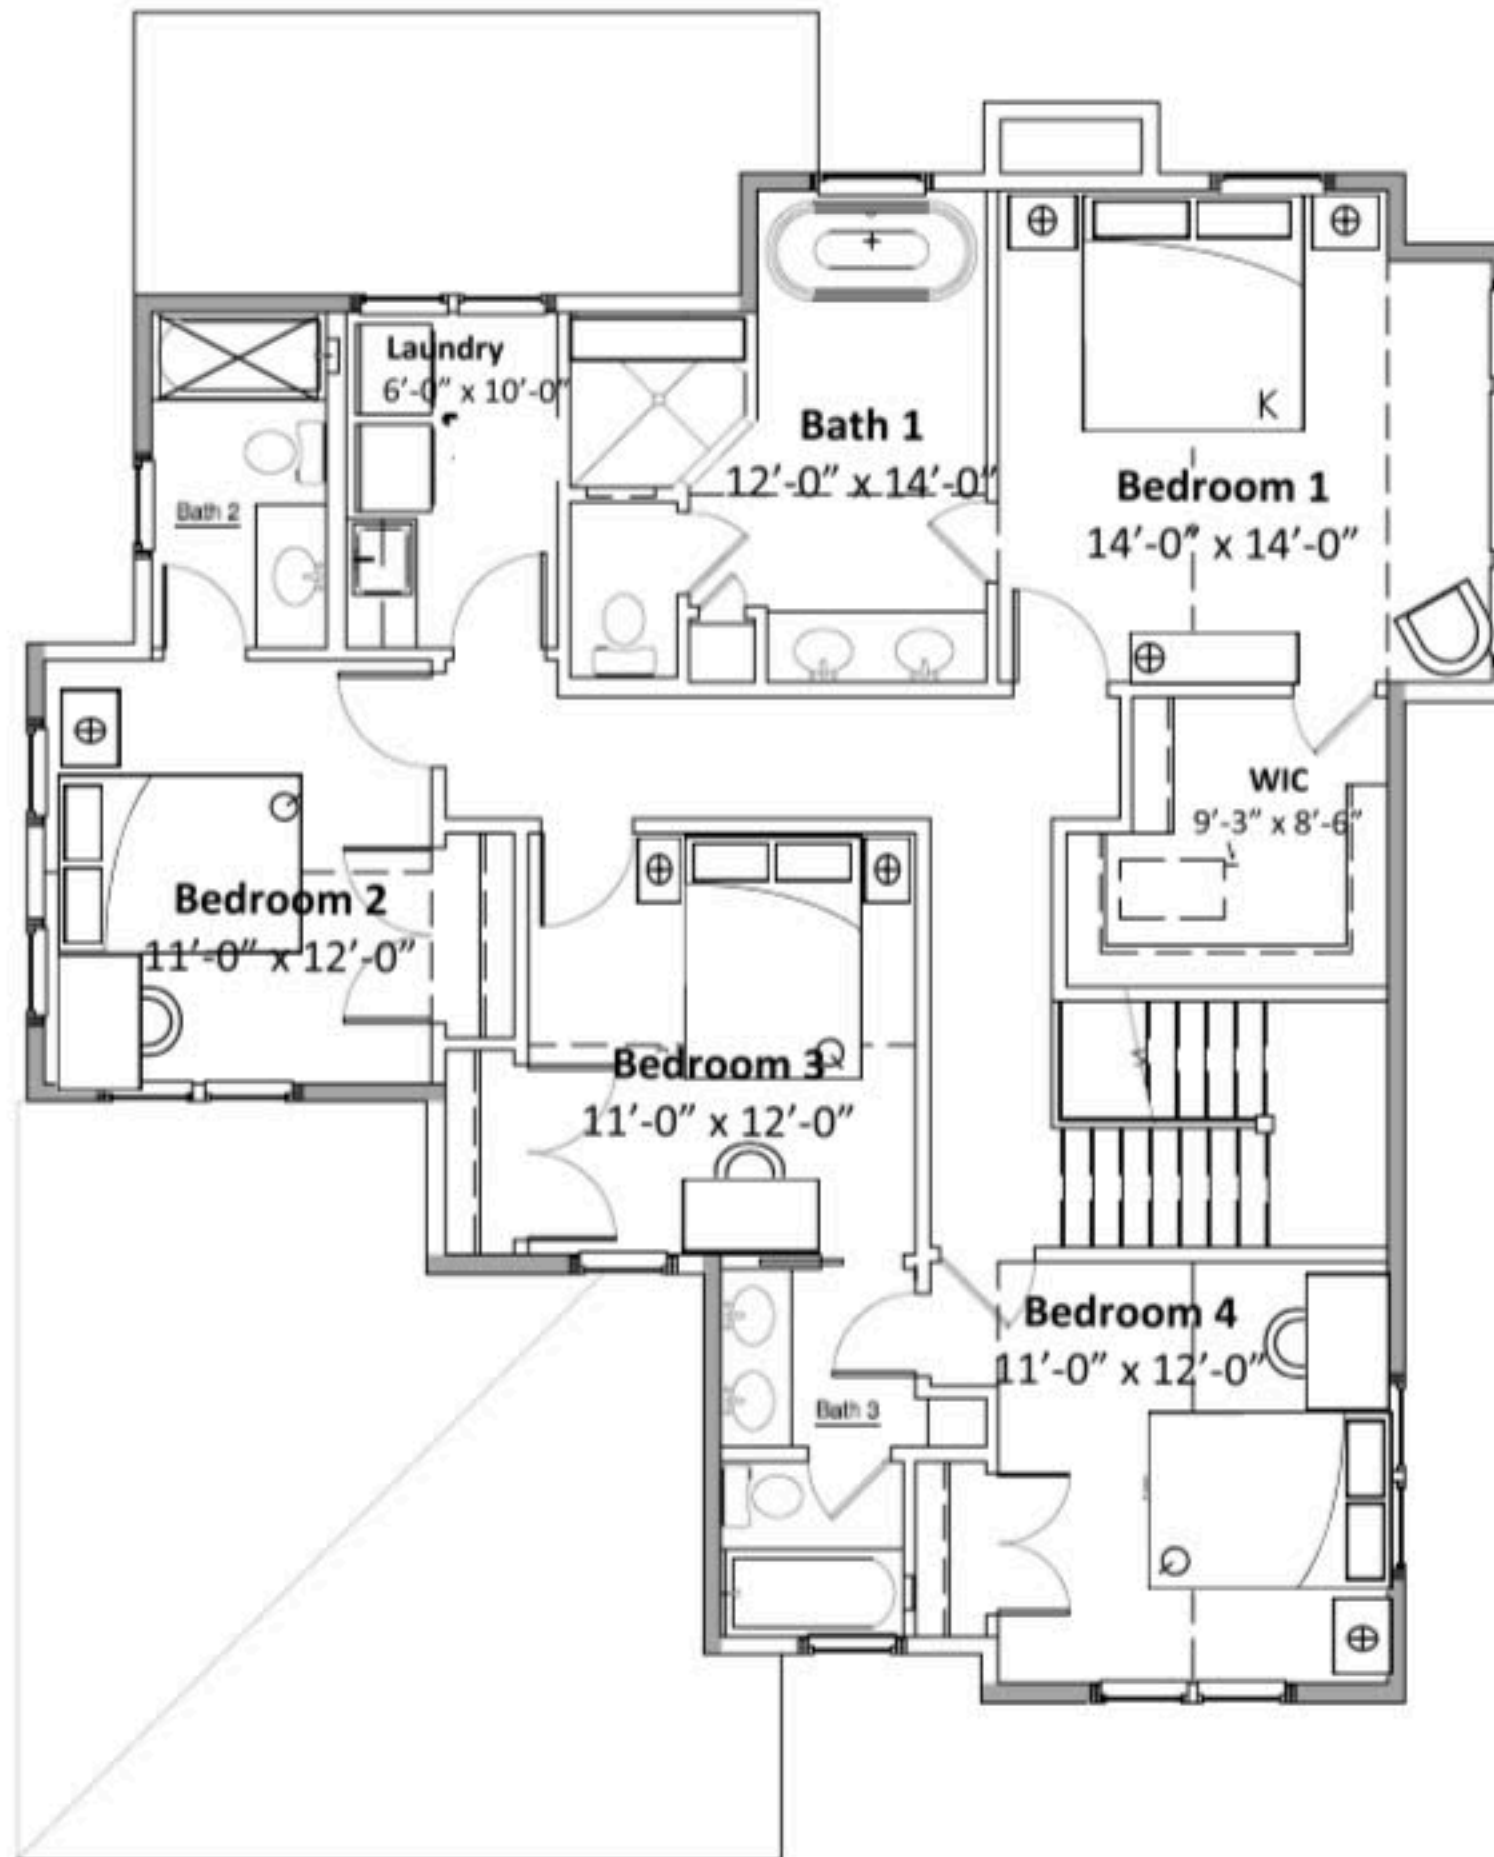 Laundry
6’-0” x 10’-0”
Bath 1
12’-0” x 14’-0”
K
Bedroom 1
14’-0” x 14’-0”
Bath 2
WIC
9’-3” x 8’-6”
Bedroom 2
11’-0” x 12’-0”
Bedroom 3
11’-0” x 12’-0”
Bedroom 4
11’-0” x 12’-0”
Bath 3